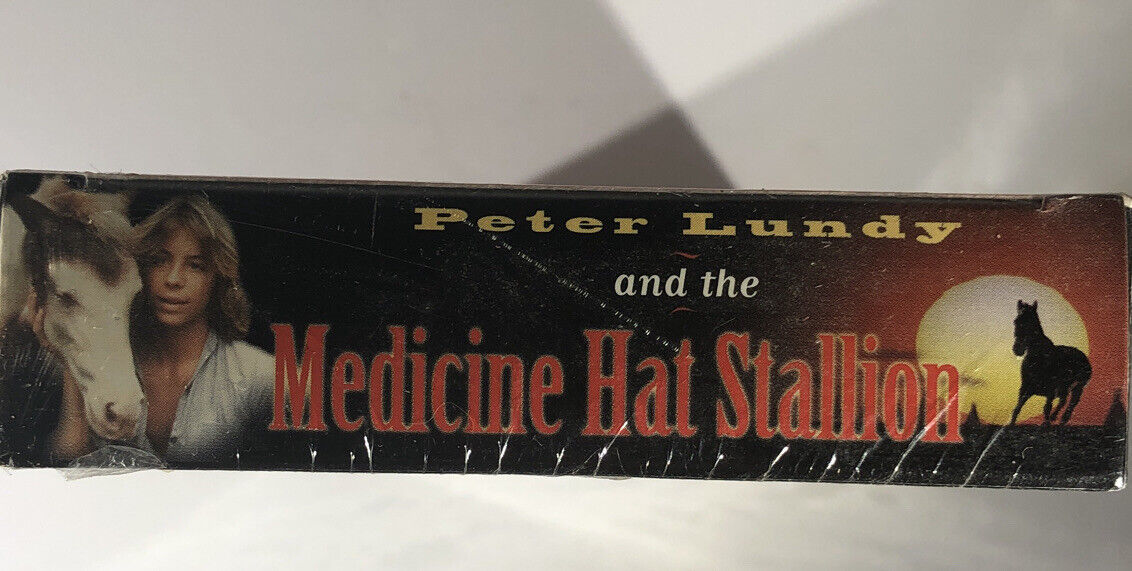 Peter Lundy
and the
Medicine Hat Stallion